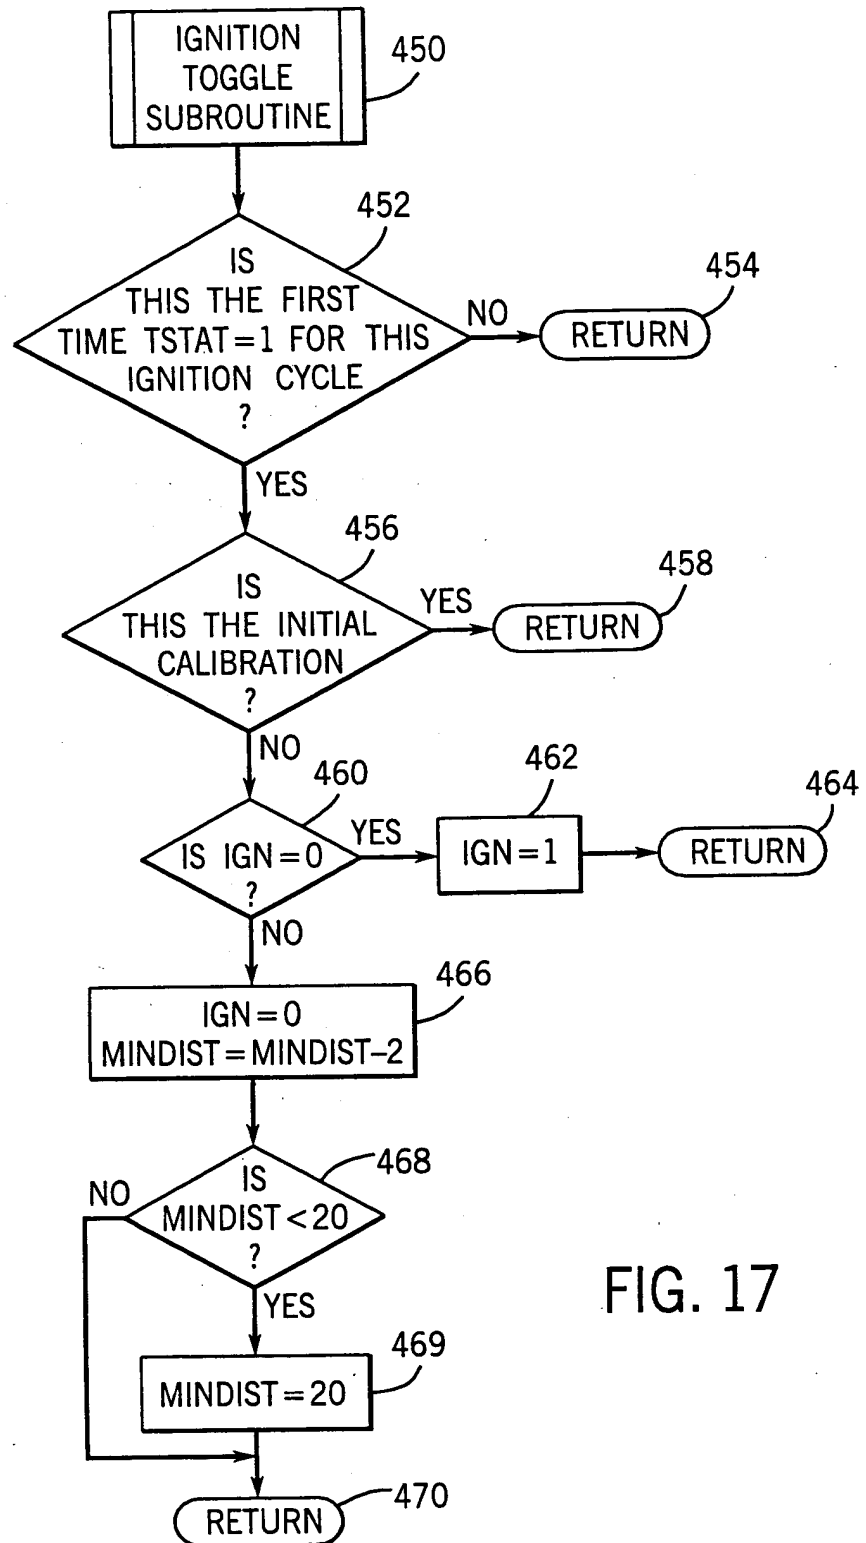 IGNITION
TOGGLE
SUBROUTINE
450
452
IS
THIS THE FIRST
TIME TSTAT=1 FOR THIS
IGNITION CYCLE
?
NO
454
RETURN
YES
456
IS
THIS THE INITIAL
CALIBRATION
?
YES
458
RETURN
NO
460
IS IGN=0
?
YES
462
IGN=1
464
RETURN
NO
466
IGN=0
MINDIST=MINDIST-2
468
IS
MINDIST<20
?
NO
YES
469
MINDIST=20
470
RETURN
FIG. 17